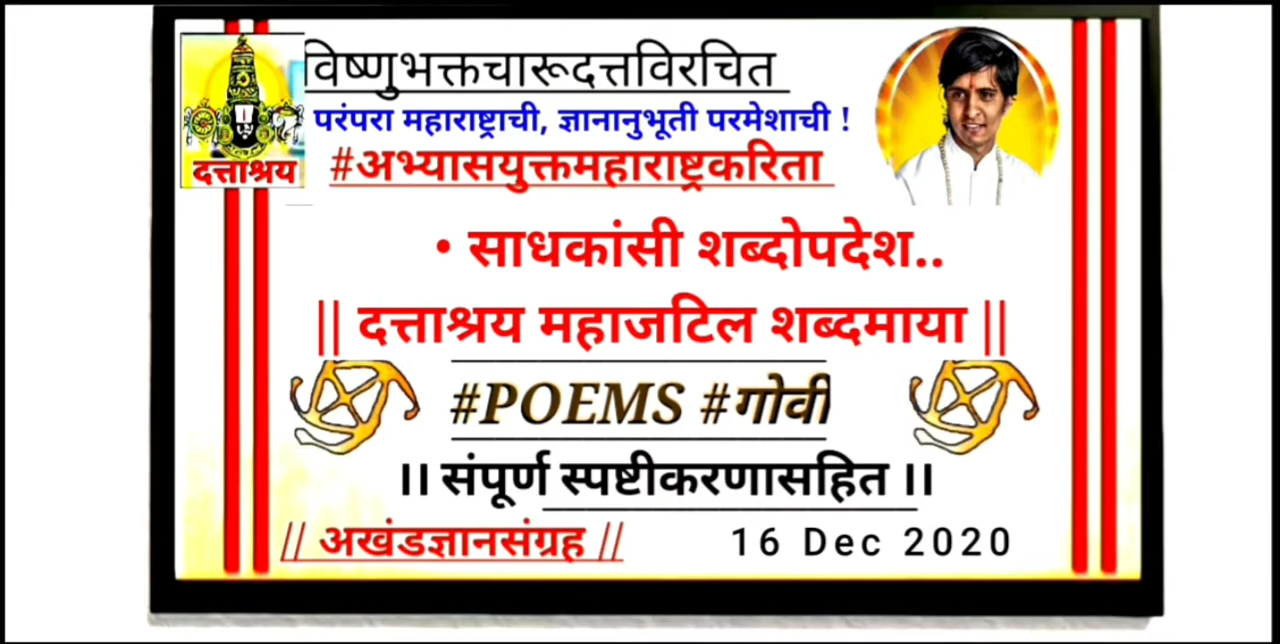 विष्णुभक्तचारूदत्तविरचित
परंपरा महाराष्ट्राची, ज्ञानानुभूती परमेशाची !
दत्ताश्रय
#अभ्यासयुक्तमहाराष्ट्रकरिता
• साधकांसी शब्दोपदेश..
|| दत्ताश्रय महाजटिल शब्दमाया ||
#POEMS #गोवी
।। संपूर्ण स्पष्टीकरणासहित ।।
// अखंडज्ञानसंग्रह // 16 Dec 2020